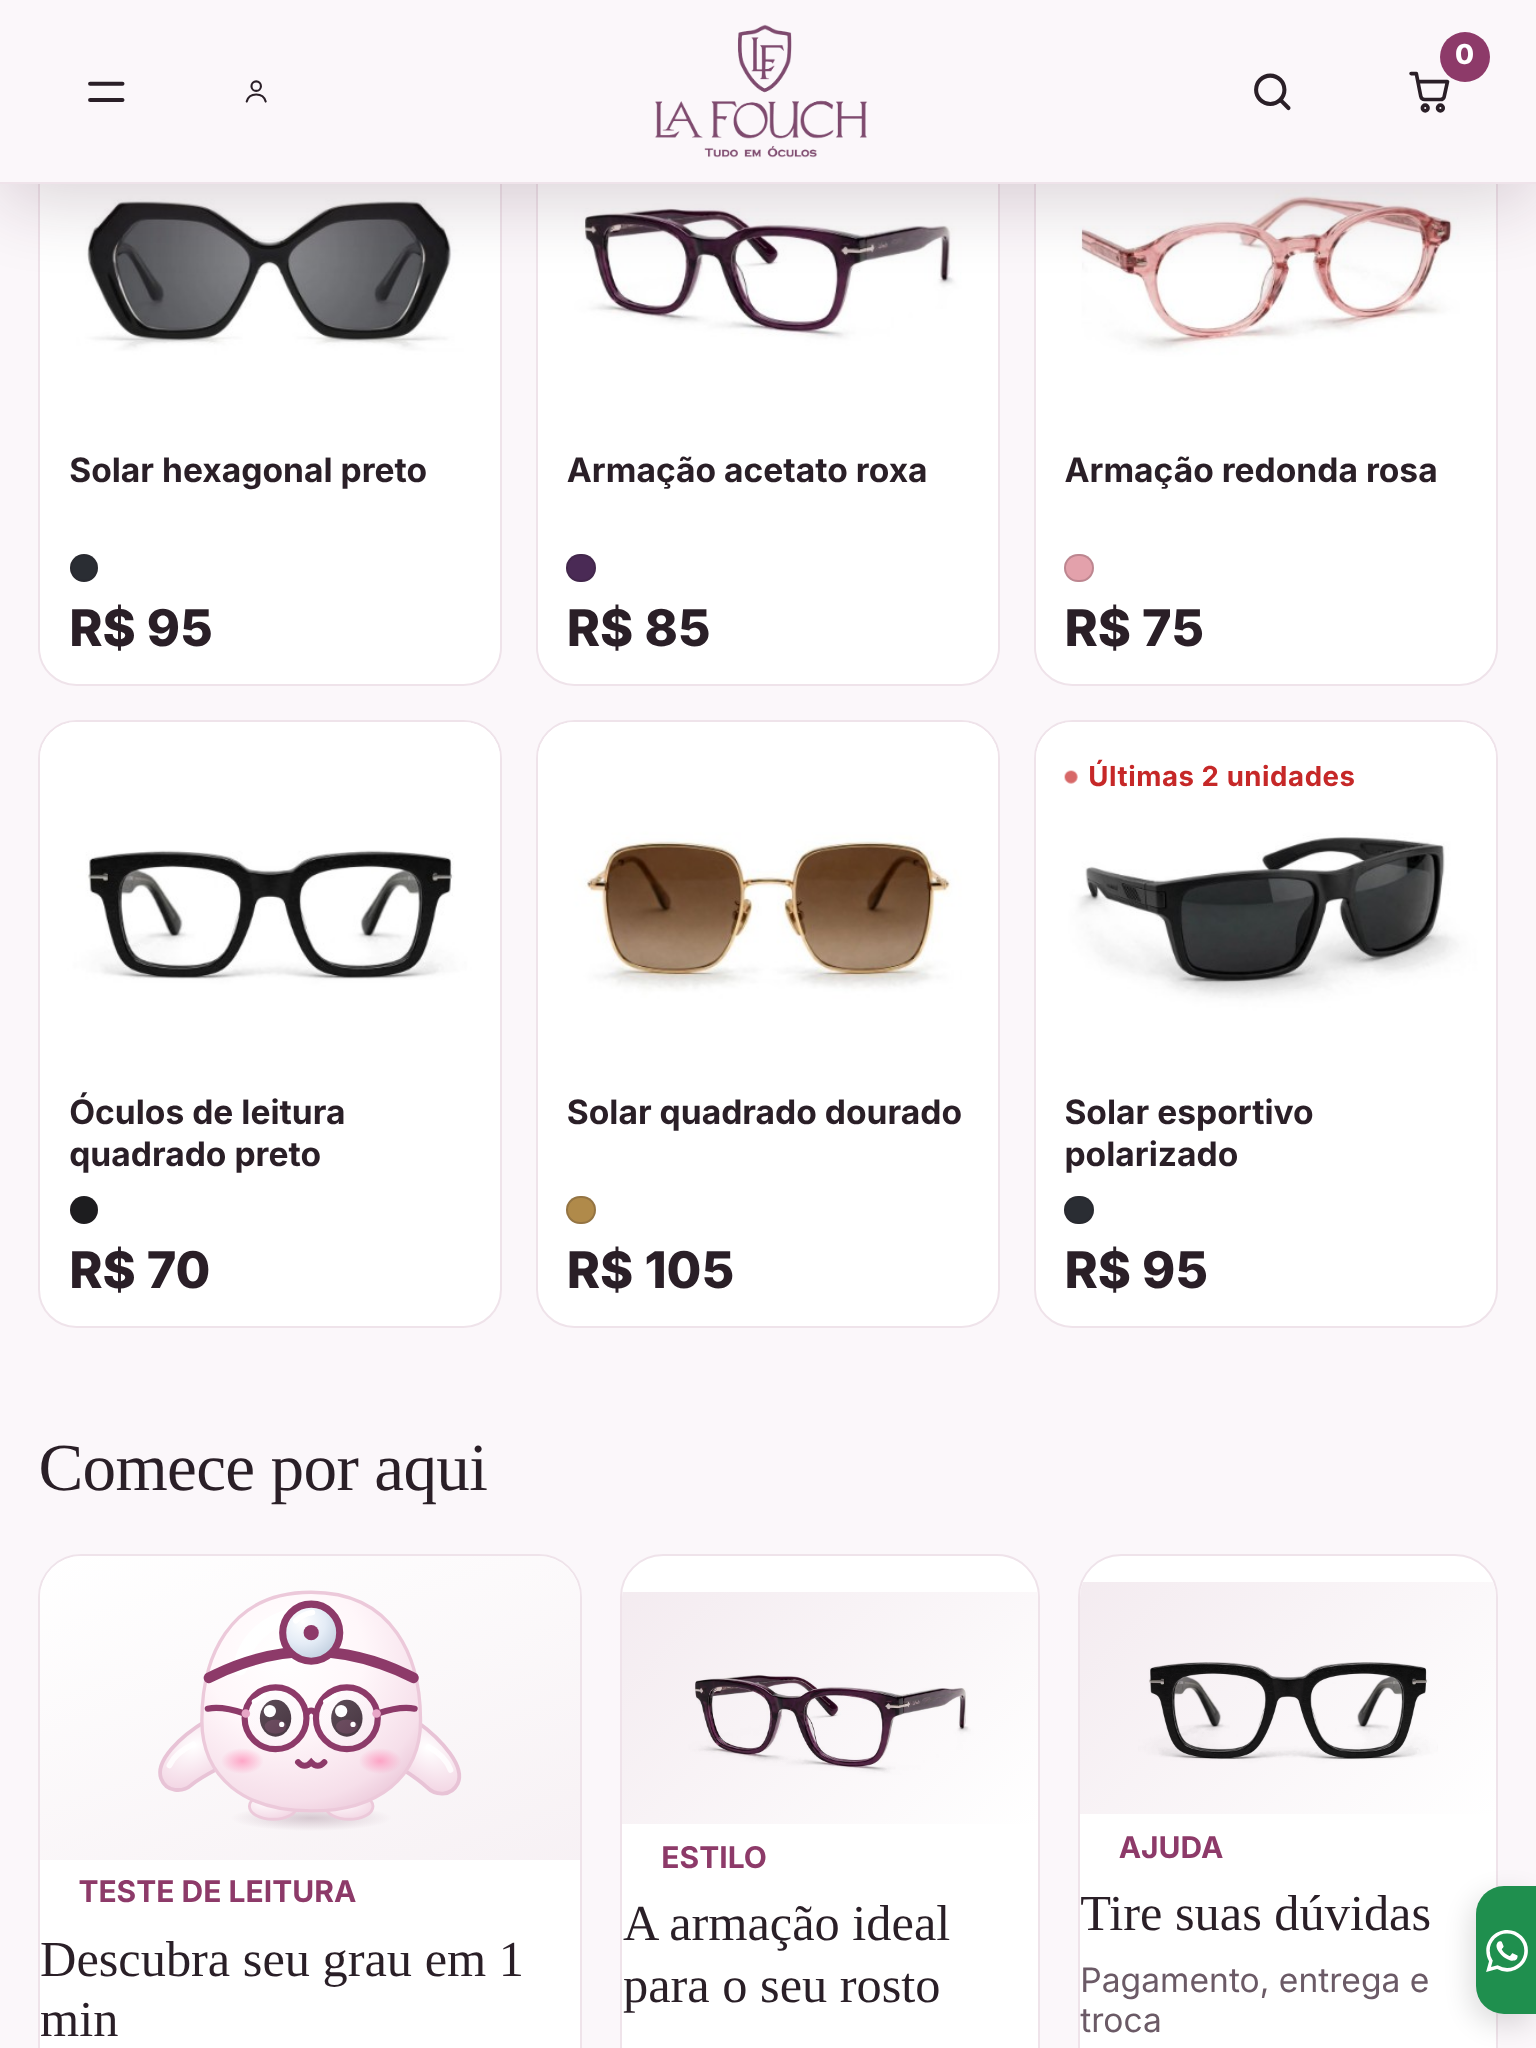 LF
LA FOUCH
TUDO EM ÓCULOS
0
Solar hexagonal preto
R$ 95
Armação acetato roxa
R$ 85
Armação redonda rosa
R$ 75
Óculos de leitura
quadrado preto
R$ 70
Solar quadrado dourado
R$ 105
Últimas 2 unidades
Solar esportivo
polarizado
R$ 95
Comece por aqui
TESTE DE LEITURA
Descubra seu grau em 1
min
ESTILO
A armação ideal
para o seu rosto
AJUDA
Tire suas dúvidas
Pagamento, entrega e
troca